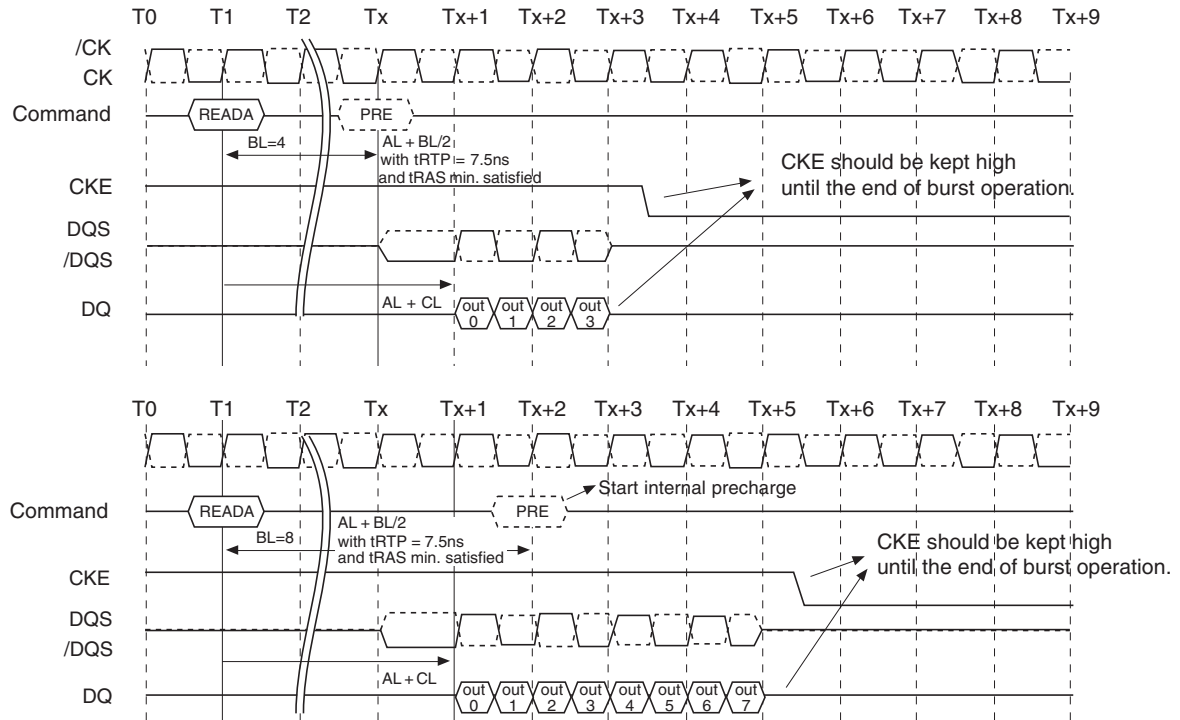 T0 T1 T2 Tx Tx+1 Tx+2 Tx+3 Tx+4 Tx+5 Tx+6 Tx+7 Tx+8 Tx+9
/CK
CK
Command READA PRE
BL=4
AL + BL/2
with tRTP = 7.5ns
and tRAS min. satisfied
CKE should be kept high
until the end of burst operation.
CKE
DQS
/DQS
AL + CL
DQ out 0 out 1 out 2 out 3
T0 T1 T2 Tx Tx+1 Tx+2 Tx+3 Tx+4 Tx+5 Tx+6 Tx+7 Tx+8 Tx+9
Start internal precharge
Command READA PRE
BL=8
AL + BL/2
with tRTP = 7.5ns
and tRAS min. satisfied
CKE should be kept high
until the end of burst operation.
CKE
DQS
/DQS
AL + CL
DQ out 0 out 1 out 2 out 3 out 4 out 5 out 6 out 7